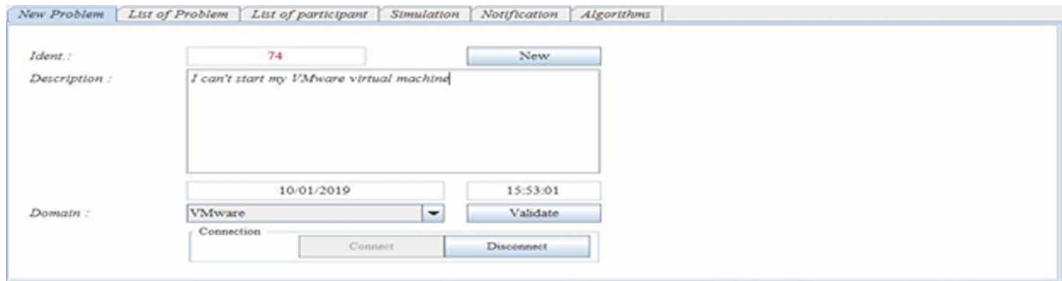 New Problem List of Problem List of participant Simulation Notification Algorithms
Ident.: 74 New
Description : I can't start my VMware virtual machine
10/01/2019 15:53:01
Domain : VMware Validate
Connection
Connect Disconnect